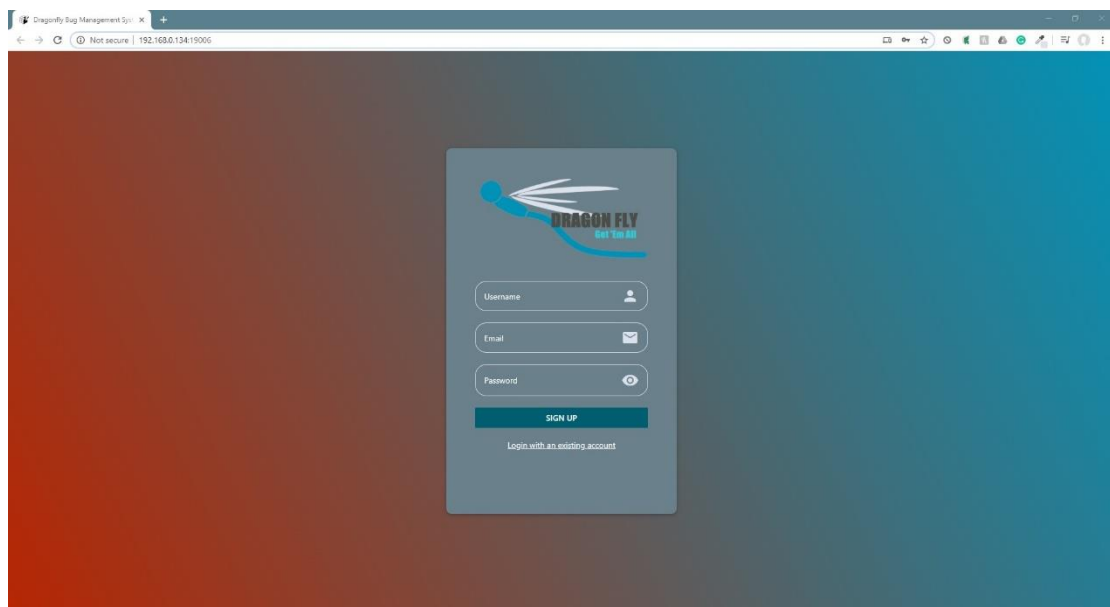 Dragonfly Bug Management Sys
Not secure | 192.168.0.134:19006
DRAGON FLY
Get 'Em All
Username
Email
Password
SIGN UP
Login with an existing account